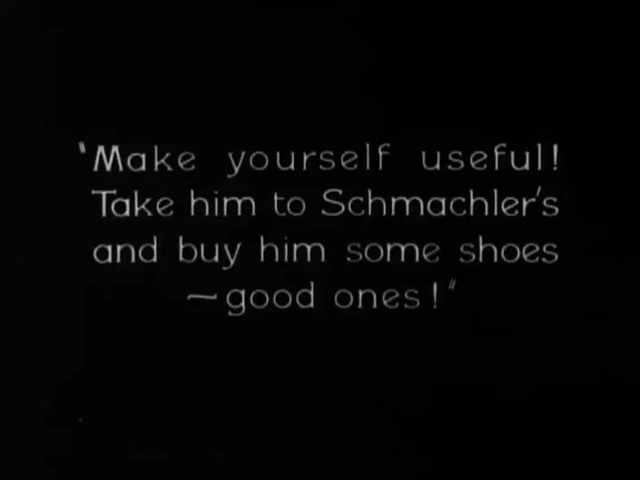 'Make yourself useful!
Take him to Schmachler's
and buy him some shoes
—good ones!"